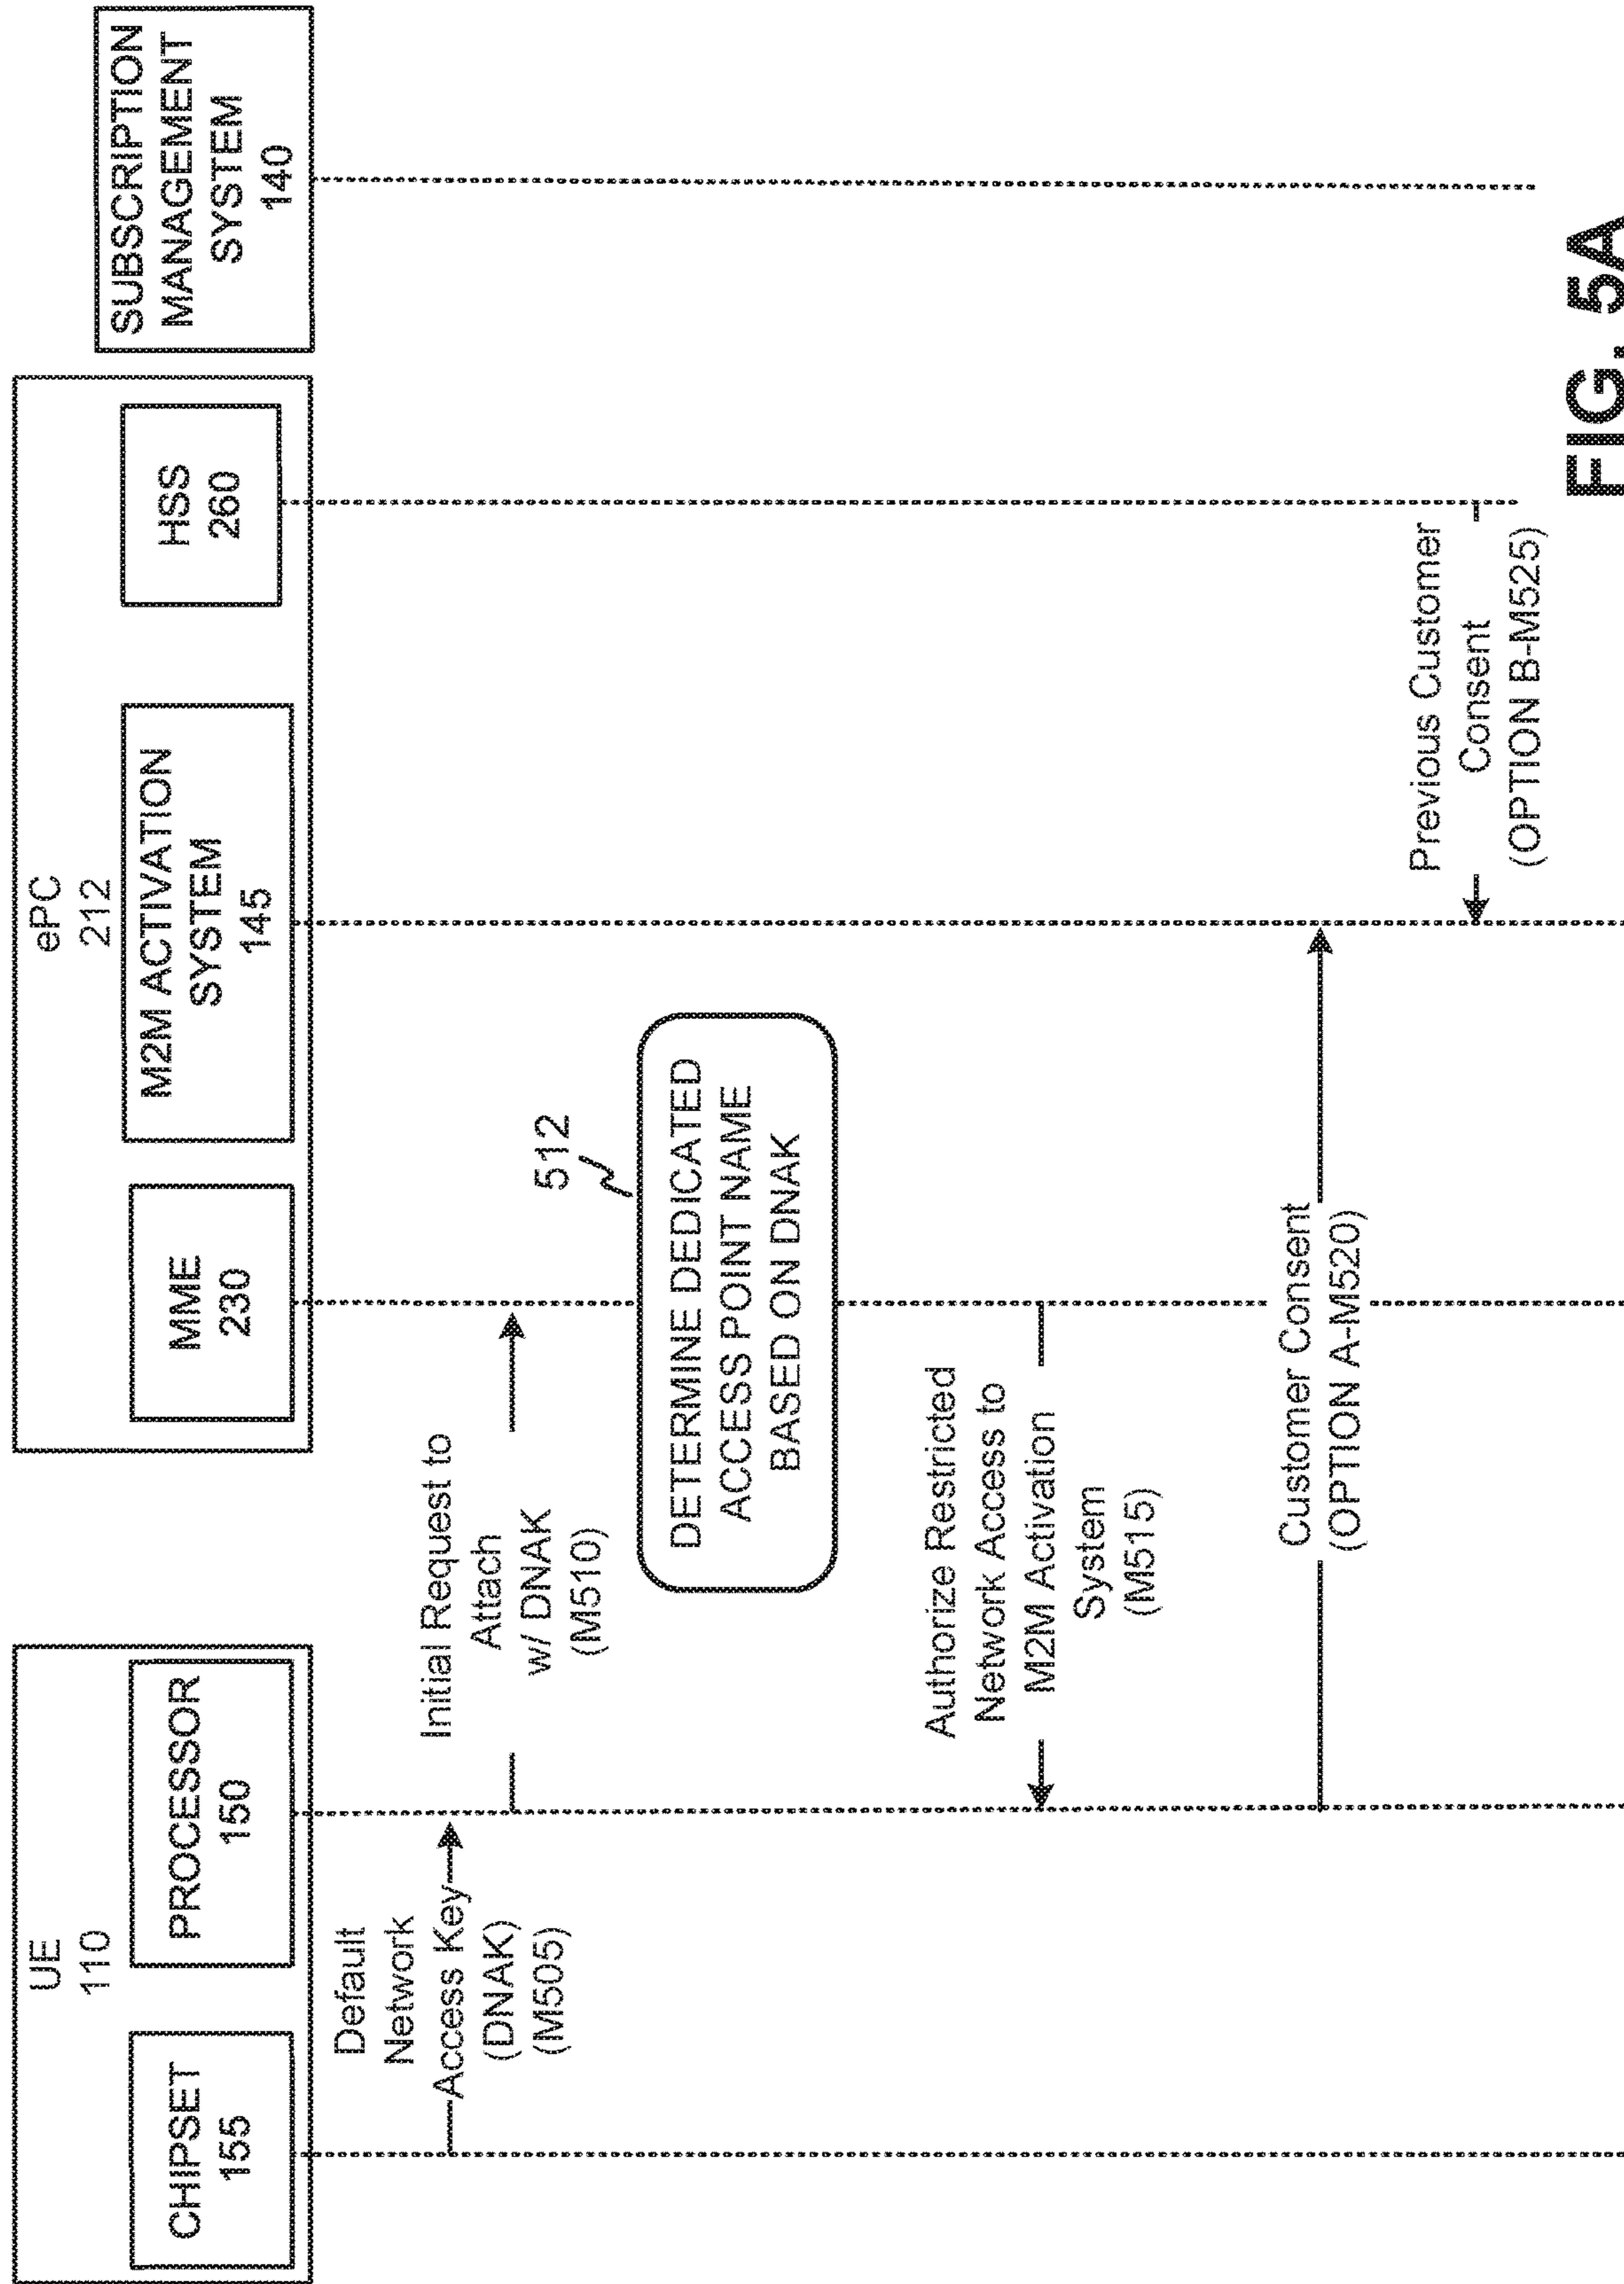 UE
110
CHIPSET
155
PROCESSOR
150
ePC
212
MME
230
M2M ACTIVATION
SYSTEM
145
HSS
260
SUBSCRIPTION
MANAGEMENT
SYSTEM
140
Default
Network
Access Key
(DNAK)
(M505)
Initial Request to
Attach
w/ DNAK
(M510)
512
DETERMINE DEDICATED
ACCESS POINT NAME
BASED ON DNAK
Authorize Restricted
Network Access to
M2M Activation
System
(M515)
Customer Consent
(OPTION A-M520)
Previous Customer
Consent
(OPTION B-M525)
FIG. 5A